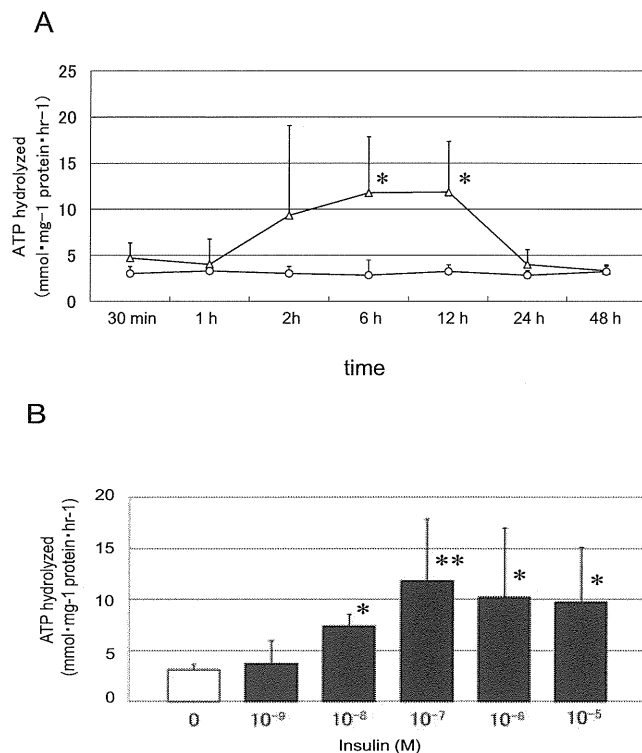 A
ATP hydrolyzed
(mmol·mg-1 protein·hr-1)
25
20
15
10
5
0
* *
30 min 1 h 2h 6 h 12 h 24 h 48 h
time
B
ATP hydrolyzed
(mmol·mg-1 protein·hr-1)
20
15
10
5
0
* ** * *
0 10⁻⁹ 10⁻⁸ 10⁻⁷ 10⁻⁶ 10⁻⁵
Insulin (M)